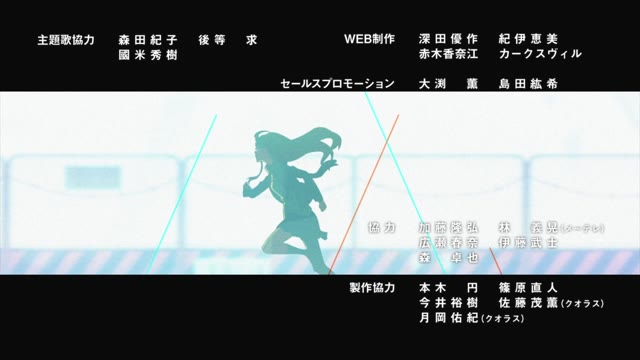 主題歌協力 森田紀子 後等 求
國米秀樹
WEB制作 深田優作 紀伊恵美
赤木香奈江 カークスヴィル
セールスプロモーション 大渕 薫 島田紘希
協力 加藤隆弘 林 義晃(メ〜テレ)
広瀬春奈 伊藤武士
森 卓也
製作協力 本木 円 篠原直人
今井裕樹 佐藤茂薫(クオラス)
月岡佑紀(クオラス)